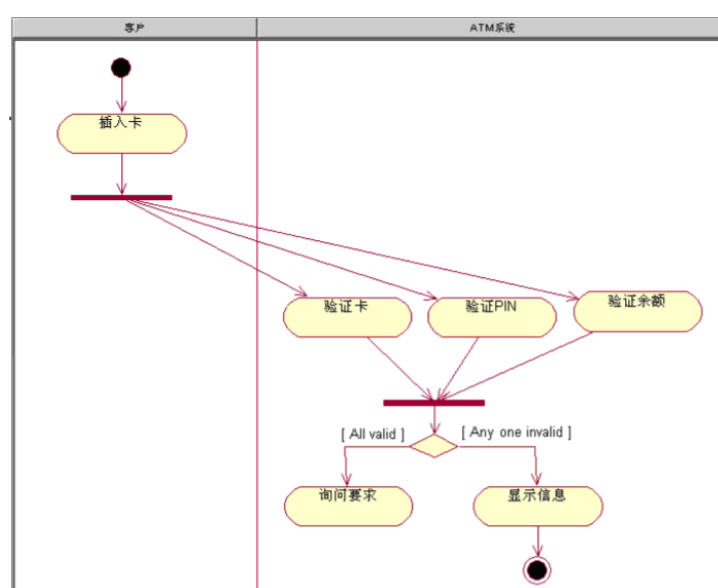 客户
ATM系统
插入卡
验证卡
验证PIN
验证余额
[ All valid ]
[ Any one invalid ]
询问要求
显示信息